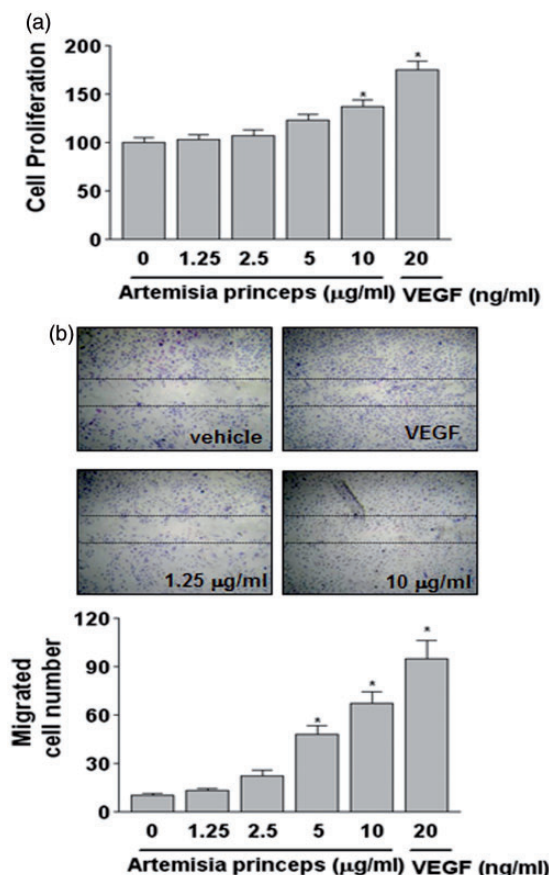 (a)
200
150
100
50
0
Cell Proliferation
*
*
0 1.25 2.5 5 10 20
Artemisia princeps (µg/ml) VEGF (ng/ml)
(b)
vehicle
VEGF
1.25 µg/ml
10 µg/ml
120
90
60
30
0
Migrated
cell number
*
*
*
0 1.25 2.5 5 10 20
Artemisia princeps (µg/ml) VEGF (ng/ml)